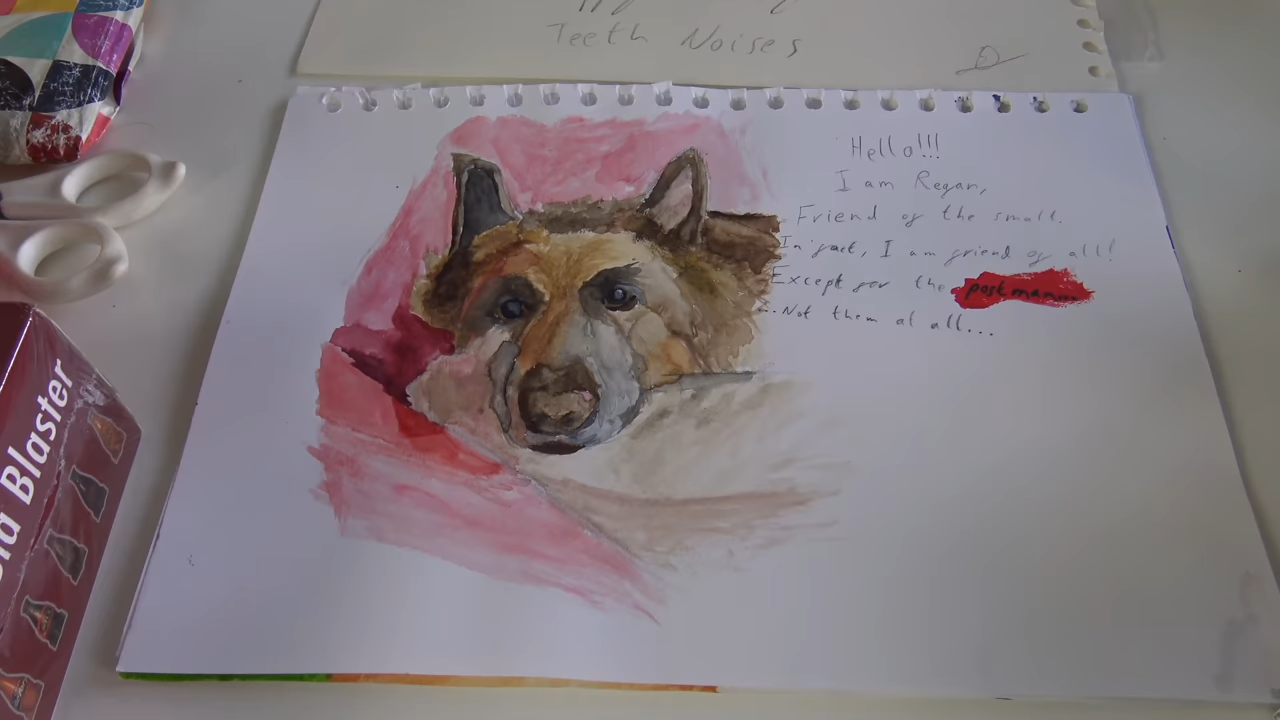 Teeth Noises
Hello!!!
I am Regan,
Friend of the small.
In fact, I am friend of all!
Except for the postman
Not them at all...
Blaster